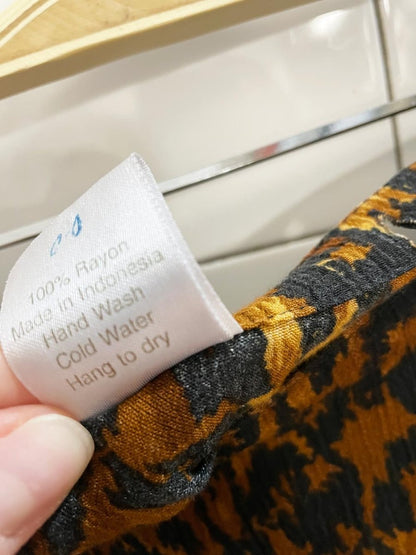 100% Rayon
Made in Indonesia
Hand Wash
Cold Water
Hang to dry